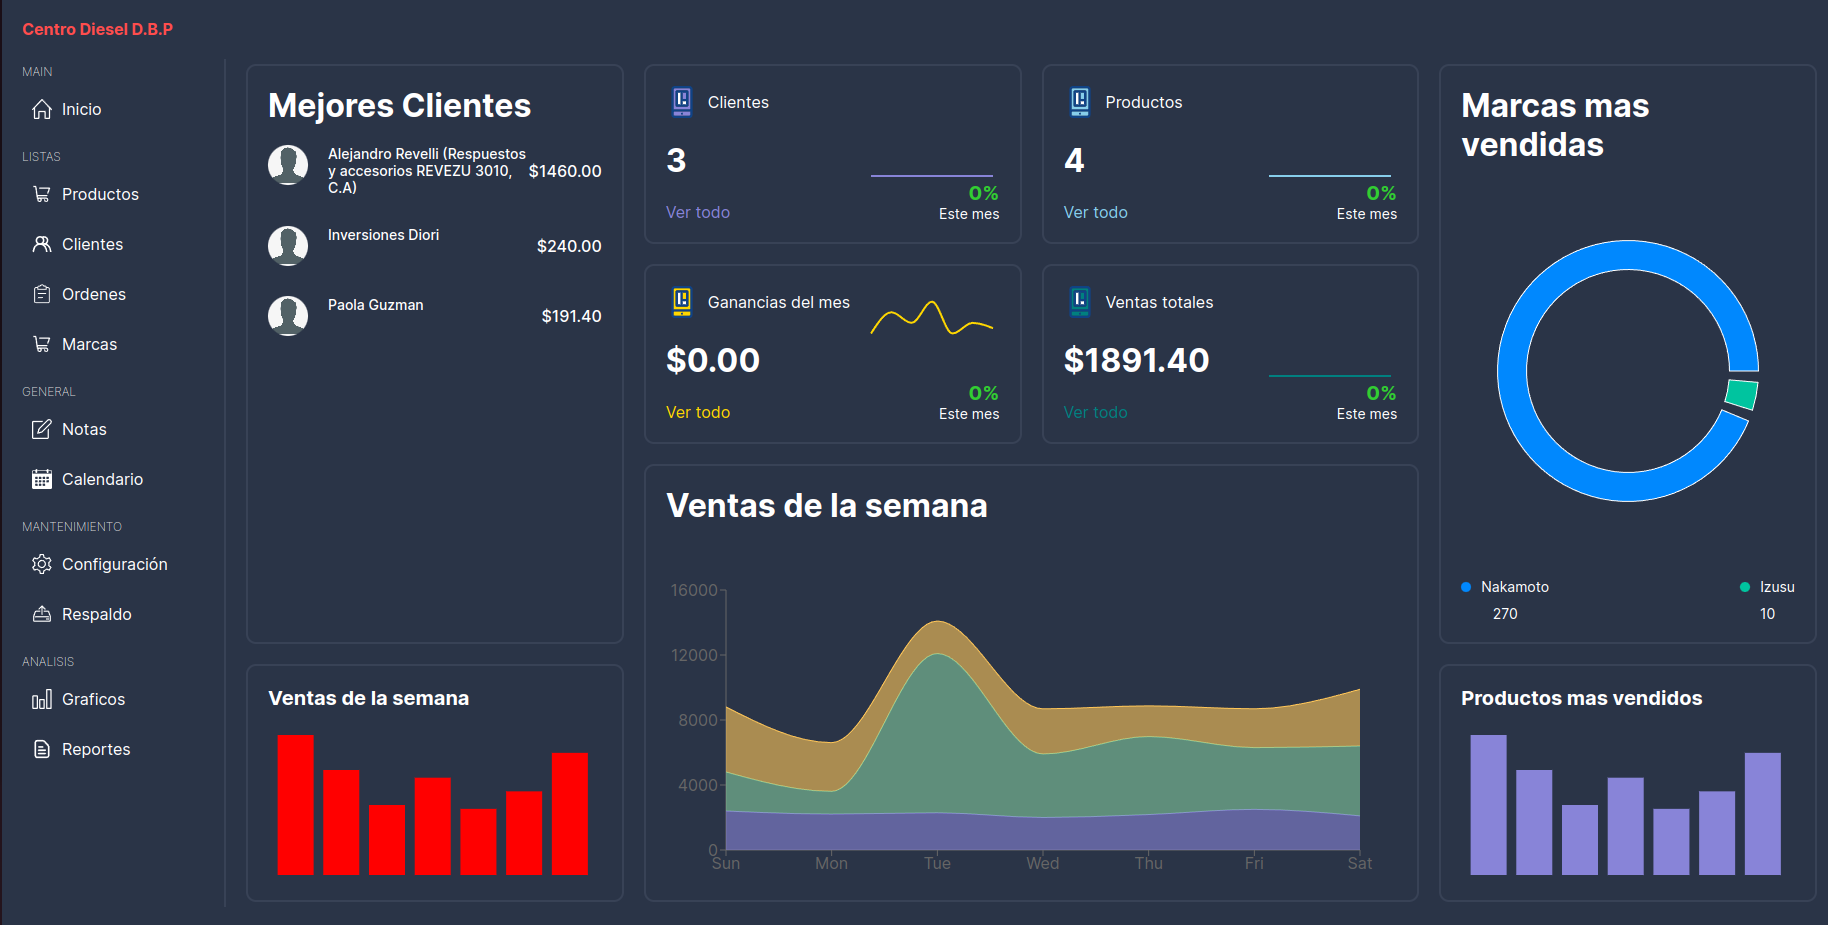 Centro Diesel D.B.P
MAIN
Inicio
LISTAS
Productos
Clientes
Ordenes
Marcas
GENERAL
Notas
Calendario
MANTENIMIENTO
Configuración
Respaldo
ANALISIS
Graficos
Reportes
Mejores Clientes
Alejandro Revelli (Respuestos
y accesorios REVEZU 3010,
C.A)
$1460.00
Inversiones Diori
$240.00
Paola Guzman
$191.40
Ventas de la semana
Clientes
3
Ver todo
0%
Este mes
Productos
4
Ver todo
0%
Este mes
Ganancias del mes
$0.00
Ver todo
0%
Este mes
Ventas totales
$1891.40
Ver todo
0%
Este mes
Ventas de la semana
16000
12000
8000
4000
0
Sun Mon Tue Wed Thu Fri Sat
Marcas mas
vendidas
Nakamoto
270
Izusu
10
Productos mas vendidos